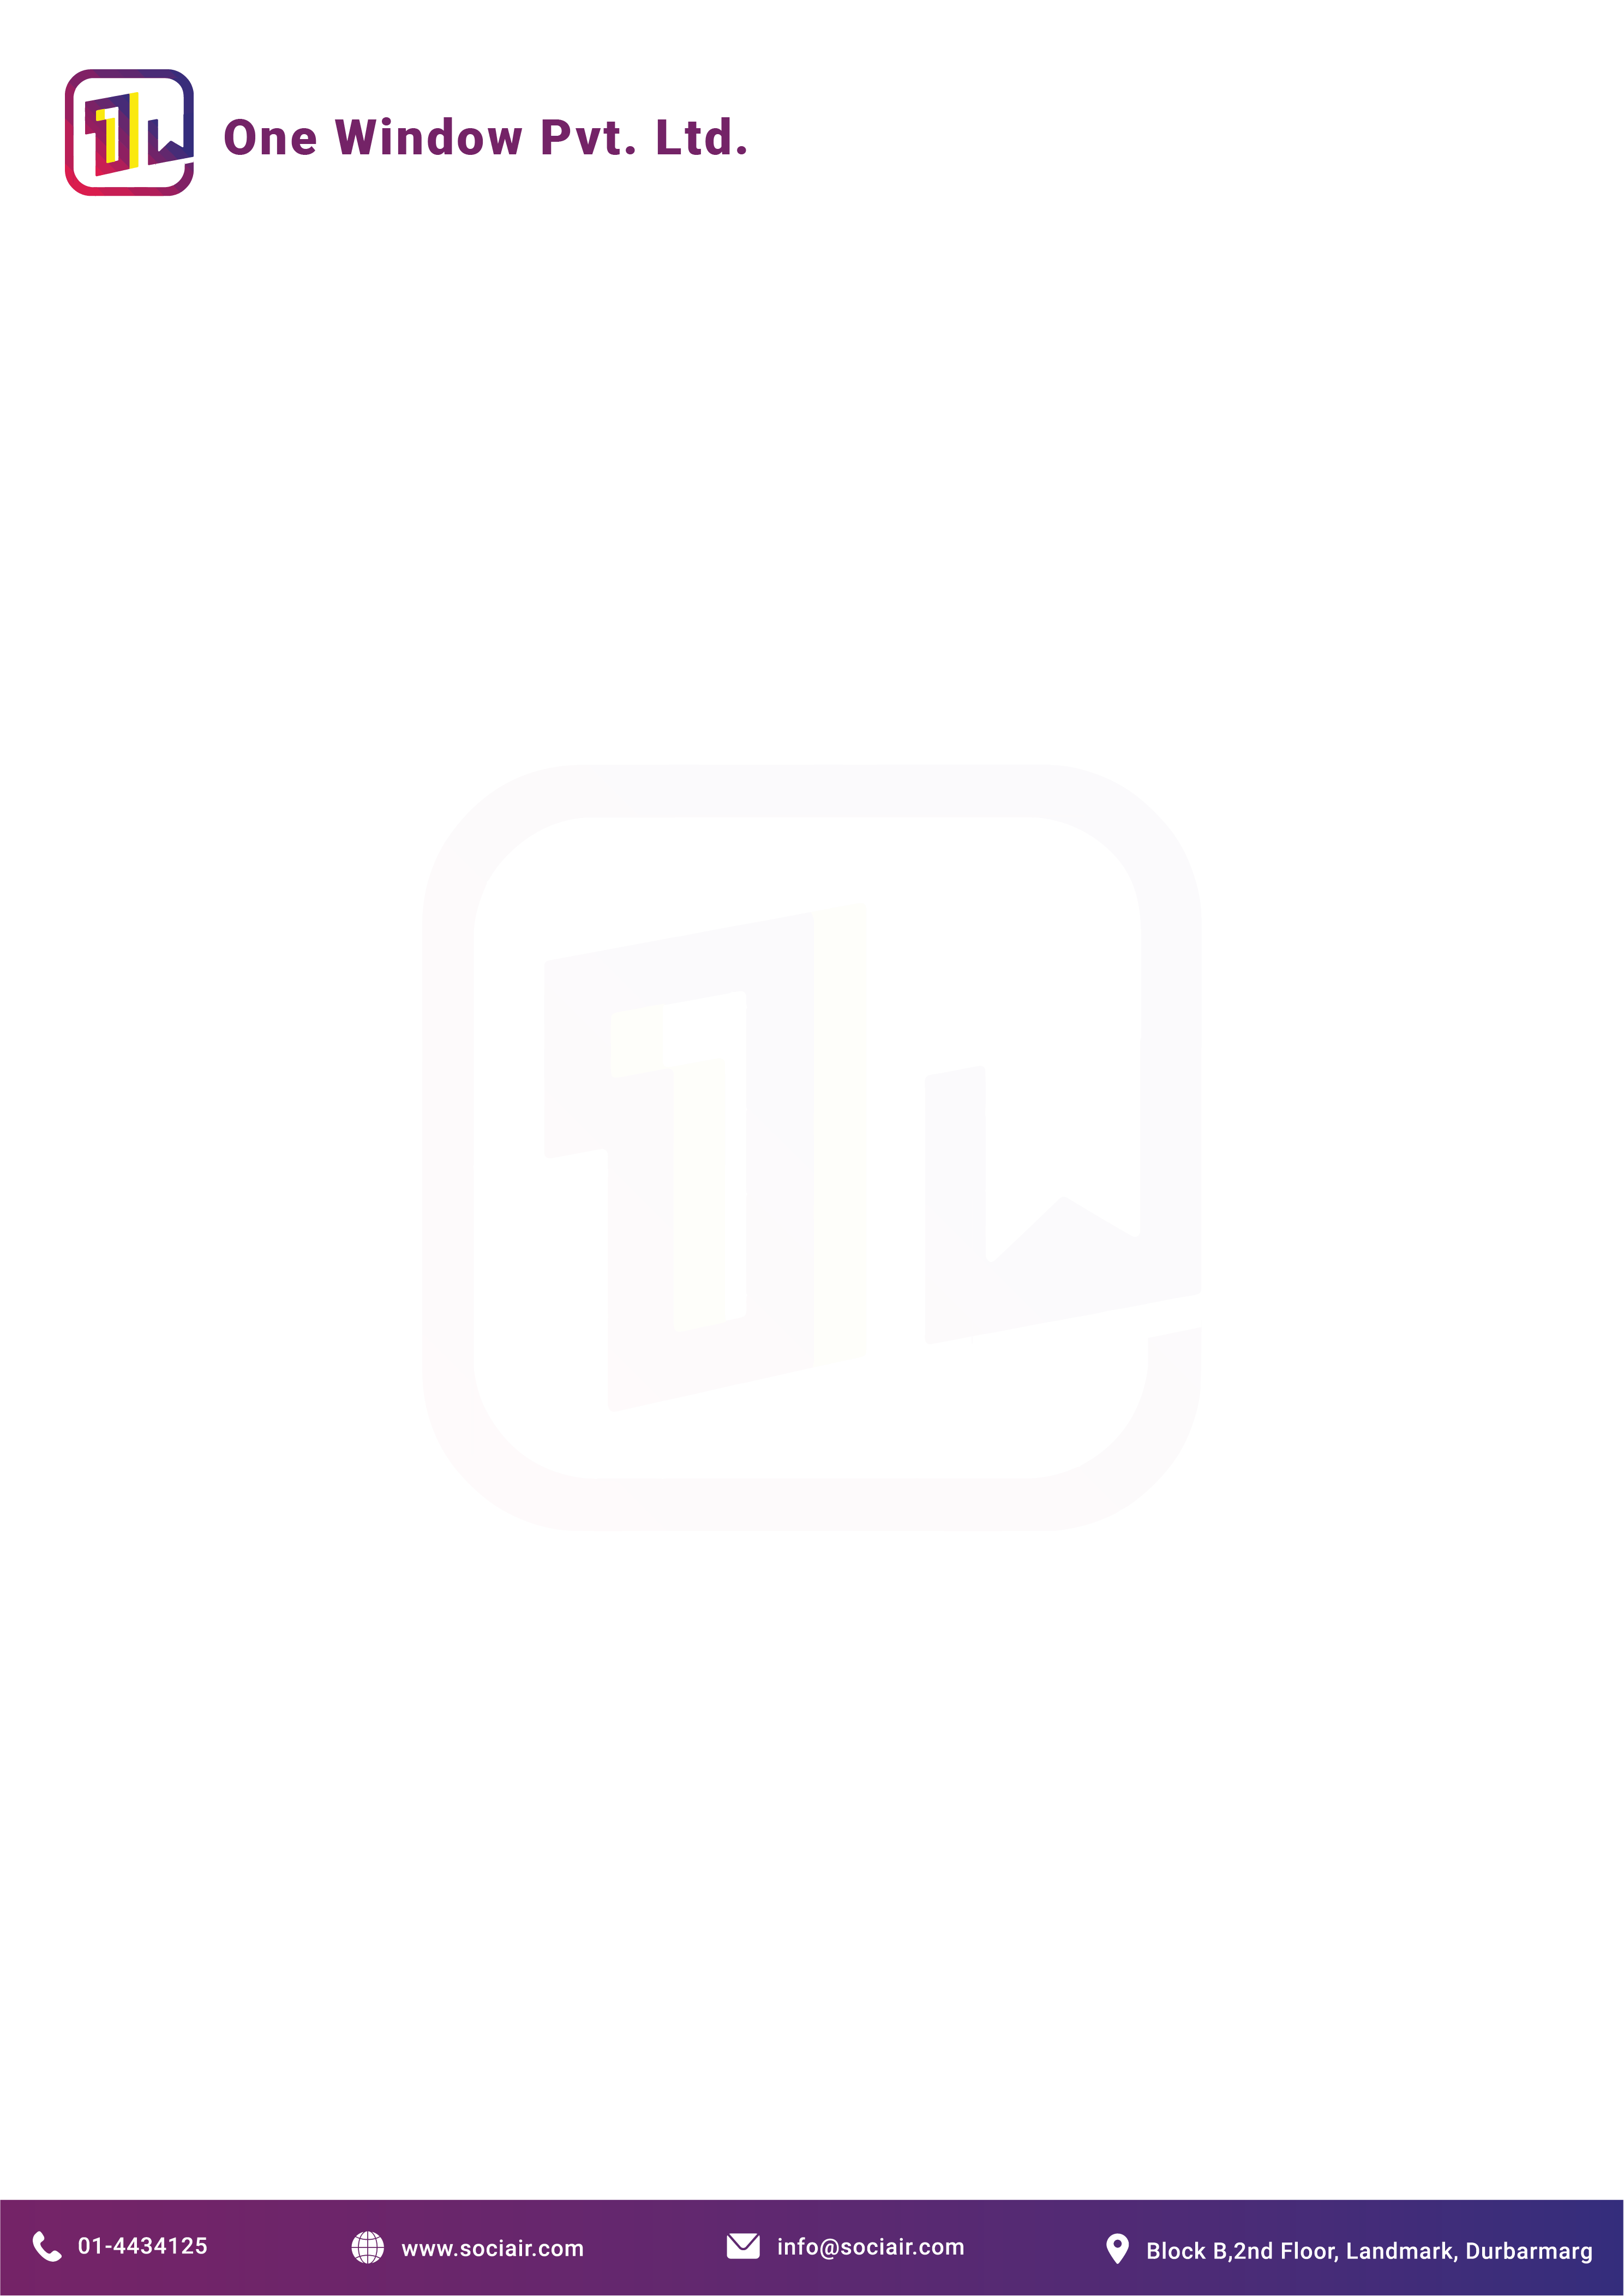 One Window Pvt. Ltd.
01-4434125
www.sociair.com
info@sociair.com
Block B,2nd Floor, Landmark, Durbarmarg